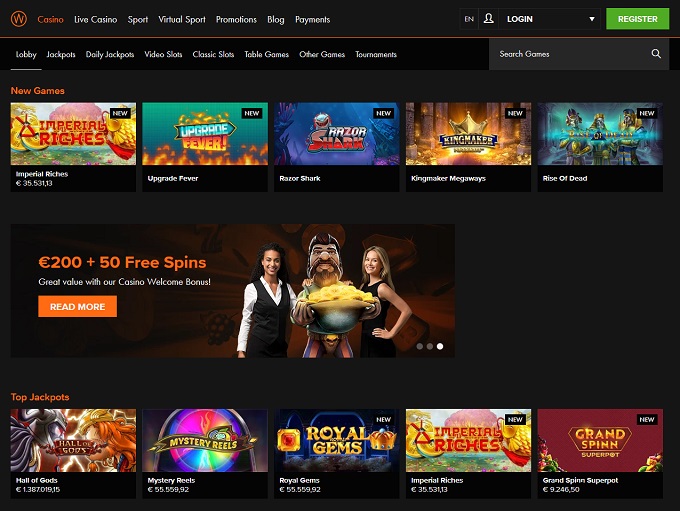 W Casino Live Casino Sport Virtual Sport Promotions Blog Payments EN LOGIN REGISTER
Lobby Jackpots Daily Jackpots Video Slots Classic Slots Table Games Other Games Tournaments Search Games
New Games
NEW NEW NEW NEW NEW
IMPERIAL RICHES UPGRADE FEVER! RAZOR SHARK KINGMAKER RISE OF DEAD
Imperial Riches Upgrade Fever Razor Shark Kingmaker Megaways Rise Of Dead
€ 35.531,13
€200 + 50 Free Spins
Great value with our Casino Welcome Bonus!
READ MORE
Top Jackpots
NEW NEW NEW
HALL OF GODS MYSTERY REELS ROYAL GEMS IMPERIAL RICHES GRAND SPINN SUPERPOT
Hall of Gods Mystery Reels Royal Gems Imperial Riches Grand Spinn Superpot
€ 1.387.019,15 € 55.559,92 € 55.559,92 € 35.531,13 € 9.246,50